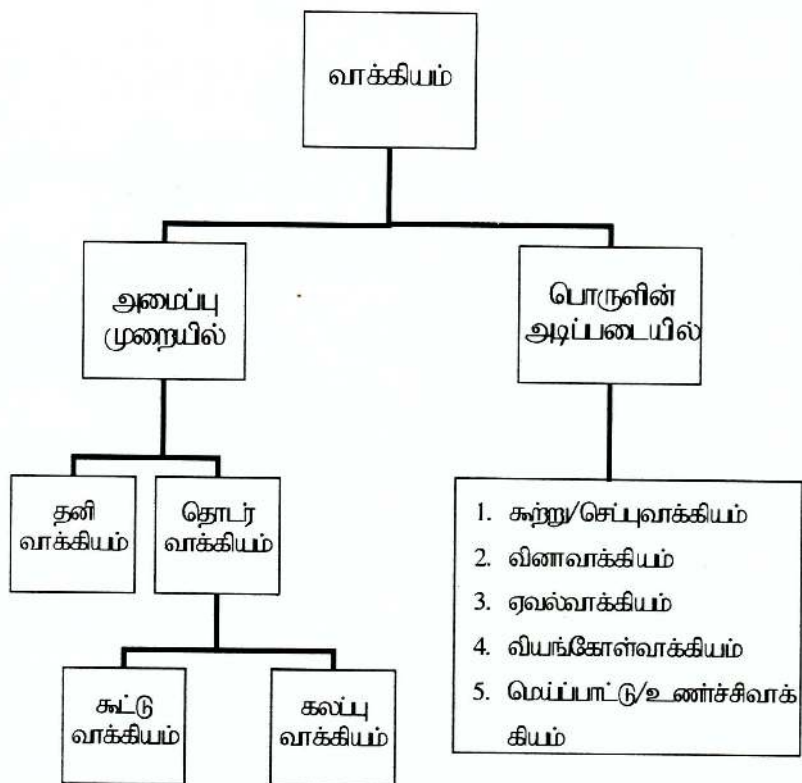 வாக்கியம்
அமைப்பு
முறையில்
பொருளின்
அடிப்படையில்
தனி
வாக்கியம்
தொடர்
வாக்கியம்
கூட்டு
வாக்கியம்
கலப்பு
வாக்கியம்
1. கூற்று/செப்புவாக்கியம்
2. வினாவாக்கியம்
3. ஏவல்வாக்கியம்
4. வியங்கோள்வாக்கியம்
5. மெய்ப்பாட்டு/உணர்ச்சிவாக்
கியம்